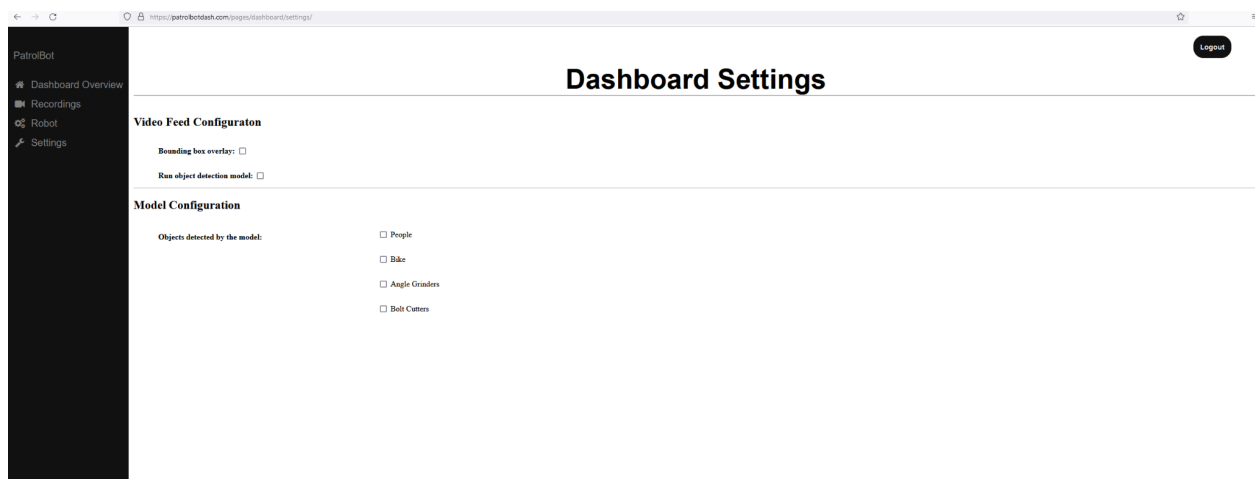 https://patrolbotdash.com/pages/dashboard/settings/
PatrolBot
Logout
Dashboard Settings
Dashboard Overview
Recordings
Robot
Settings
Video Feed Configuraton
Bounding box overlay:
Run object detection model:
Model Configuration
Objects detected by the model:
People
Bike
Angle Grinders
Bolt Cutters